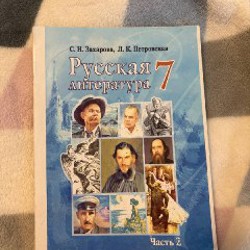 С. Н. Захарова, Л. К. Петровская
Русская
литература 7
Часть 2